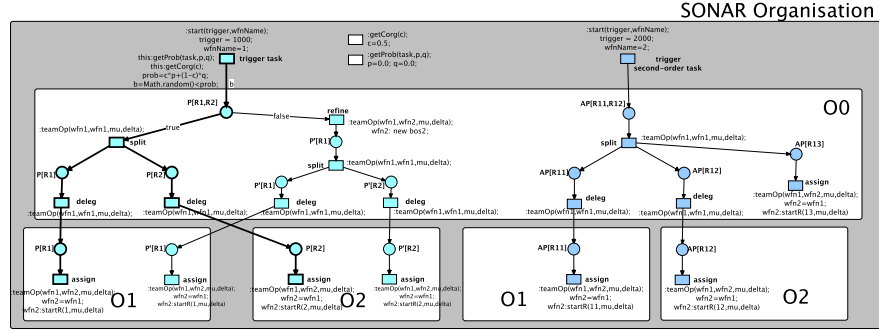 SONAR Organisation
:start(trigger,wfnName);
trigger = 1000;
wfnName=1;
this:getProb(task,p,q);
this:getCorg(c);
prob=c*p+(1-c)*q;
b=Math.random()<prob;
trigger task
b
:getCorg(c);
c=0.5;
:getProb(task,p,q);
p=0.0; q=0.0;
:start(trigger,wfnName);
trigger = 2000;
wfnName=2;
trigger
second-order task
O0
P[R1,R2]
true
false
refine
:teamOp(wfn1,wfn2,mu,delta);
wfn2: new bos2;
P'[R1]
:teamOp(wfn1,wfn1,mu,delta);
split
split
:teamOp(wfn1,wfn1,mu,delta);
AP[R11,R12]
split
:teamOp(wfn1,wfn1,mu,delta);
AP[R13]
P[R1]
P[R2]
P'[R1]
P'[R2]
AP[R11]
AP[R12]
assign
:teamOp(wfn1,wfn2,mu,delta)
wfn2=wfn1;
wfn2:startR(13,mu,delta)
deleg
:teamOp(wfn1,wfn1,mu,delta);
deleg
:teamOp(wfn1,wfn1,mu,delta);
deleg
:teamOp(wfn1,wfn1,mu,delta);
deleg
:teamOp(wfn1,wfn1,mu,delta);
deleg
:teamOp(wfn1,wfn1,mu,delta);
deleg
:teamOp(wfn1,wfn1,mu,delta);
P[R1]
assign
:teamOp(wfn1,wfn2,mu,delta);
wfn2=wfn1;
wfn2:startR(1,mu,delta)
O1
P'[R1]
assign
:teamOp(wfn1,wfn2,mu,delta);
wfn2=wfn1;
wfn2:startR(1,mu,delta)
P[R2]
assign
:teamOp(wfn1,wfn2,mu,delta);
wfn2=wfn1;
wfn2:startR(2,mu,delta)
O2
P'[R2]
assign
:teamOp(wfn1,wfn2,mu,delta);
wfn2=wfn1;
wfn2:startR(2,mu,delta)
O1
AP[R11]
assign
:teamOp(wfn1,wfn2,mu,delta);
wfn2=wfn1;
wfn2:startR(11,mu,delta)
AP[R12]
assign
:teamOp(wfn1,wfn2,mu,delta);
wfn2=wfn1;
wfn2:startR(12,mu,delta)
O2